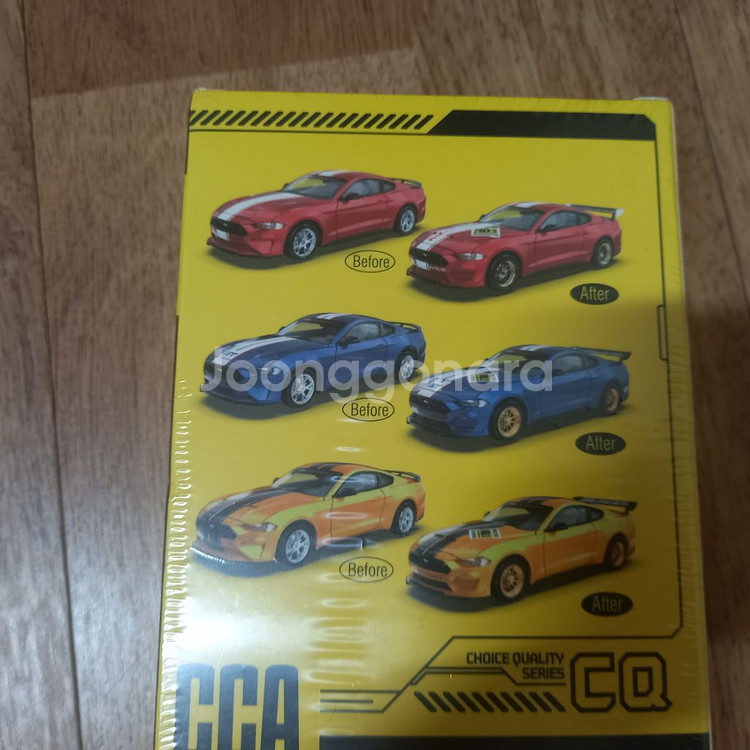 Before
After
Joonggonara
Before
After
Before
After
CCA
CHOICE QUALITY
SERIES
CQ